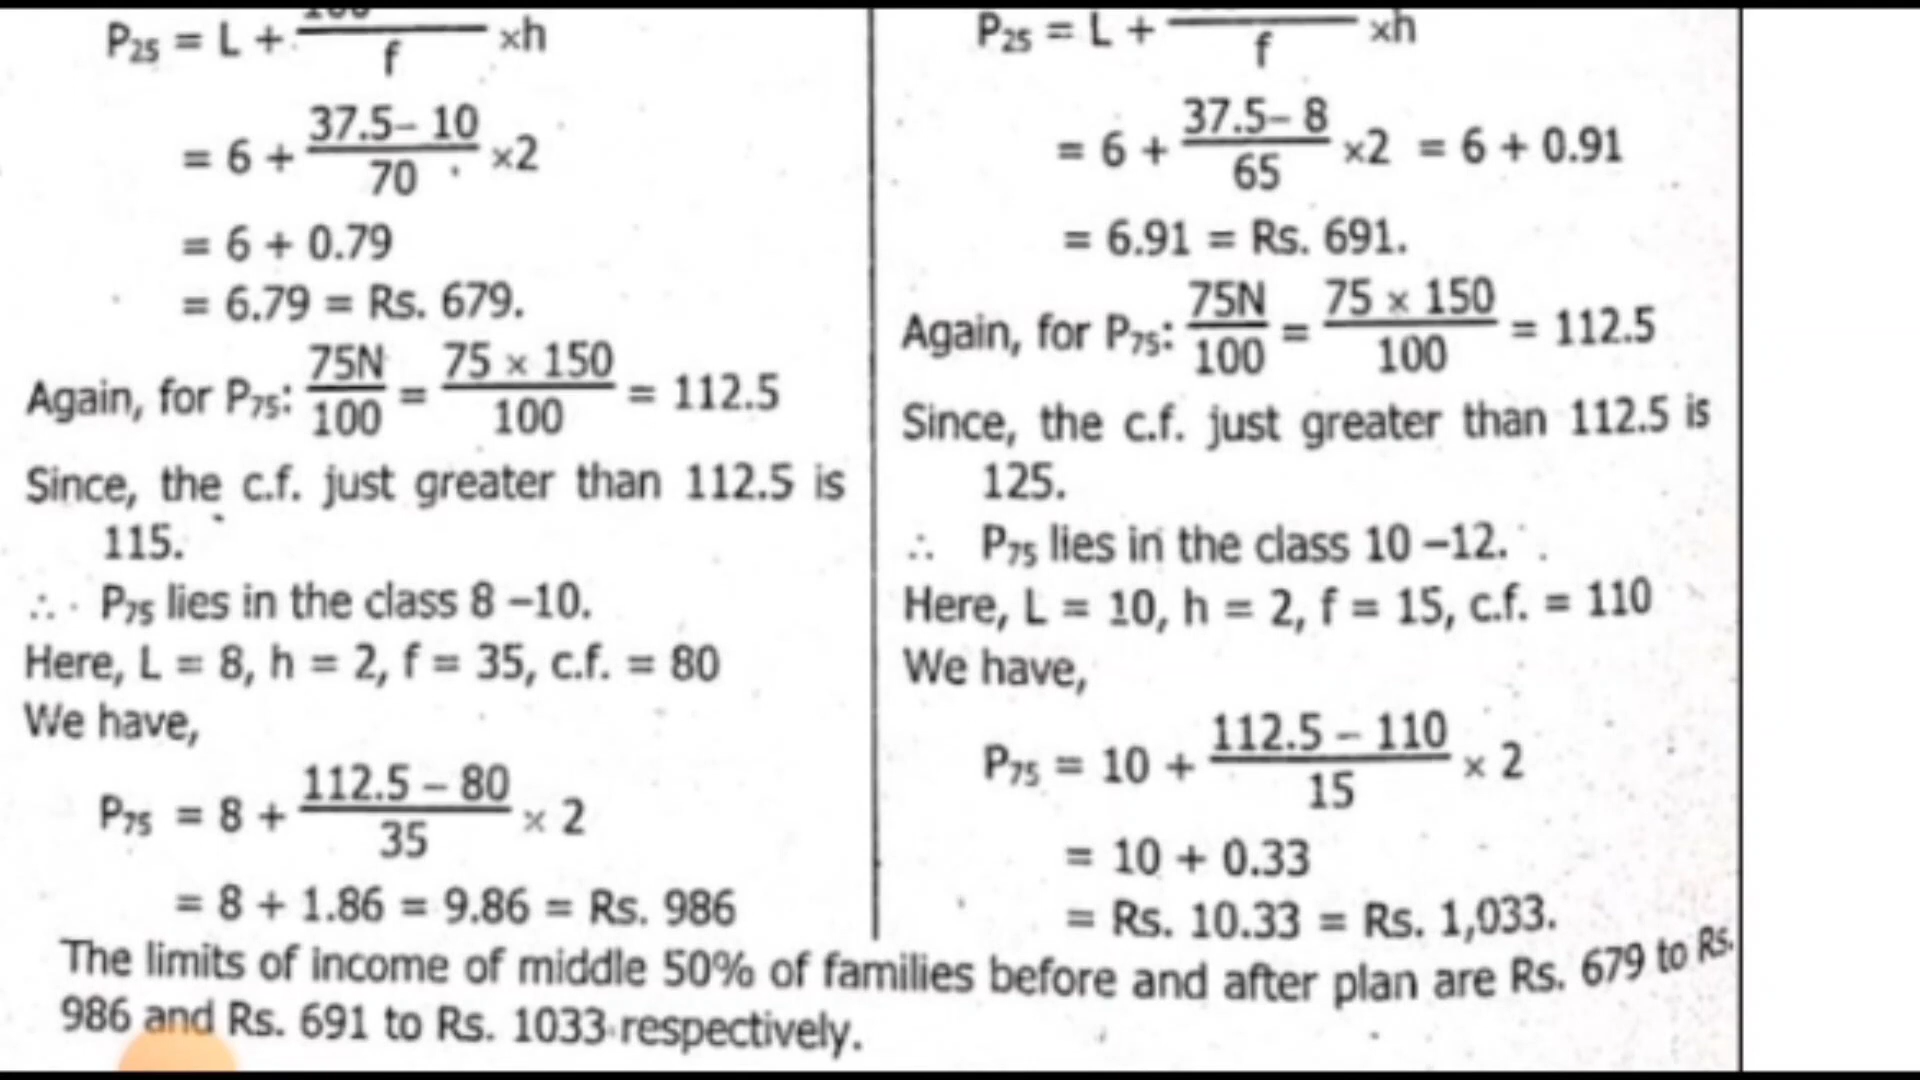 P₂₅ = L + ――― ×h
f
= 6 + (37.5– 10)/70 ×2
= 6 + 0.79
= 6.79 = Rs. 679.
Again, for P₇₅: 75N/100 = (75 × 150)/100 = 112.5
Since, the c.f. just greater than 112.5 is
115.
∴ P₇₅ lies in the class 8 –10.
Here, L = 8, h = 2, f = 35, c.f. = 80
We have,
P₇₅ = 8 + (112.5 – 80)/35 × 2
= 8 + 1.86 = 9.86 = Rs. 986
P₂₅ = L + ――― ×h
f
= 6 + (37.5– 8)/65 ×2 = 6 + 0.91
= 6.91 = Rs. 691.
Again, for P₇₅: 75N/100 = (75 × 150)/100 = 112.5
Since, the c.f. just greater than 112.5 is
125.
∴ P₇₅ lies in the class 10 –12.
Here, L = 10, h = 2, f = 15, c.f. = 110
We have,
P₇₅ = 10 + (112.5 – 110)/15 × 2
= 10 + 0.33
= Rs. 10.33 = Rs. 1,033.
The limits of income of middle 50% of families before and after plan are Rs. 679 to Rs.
986 and Rs. 691 to Rs. 1033 respectively.